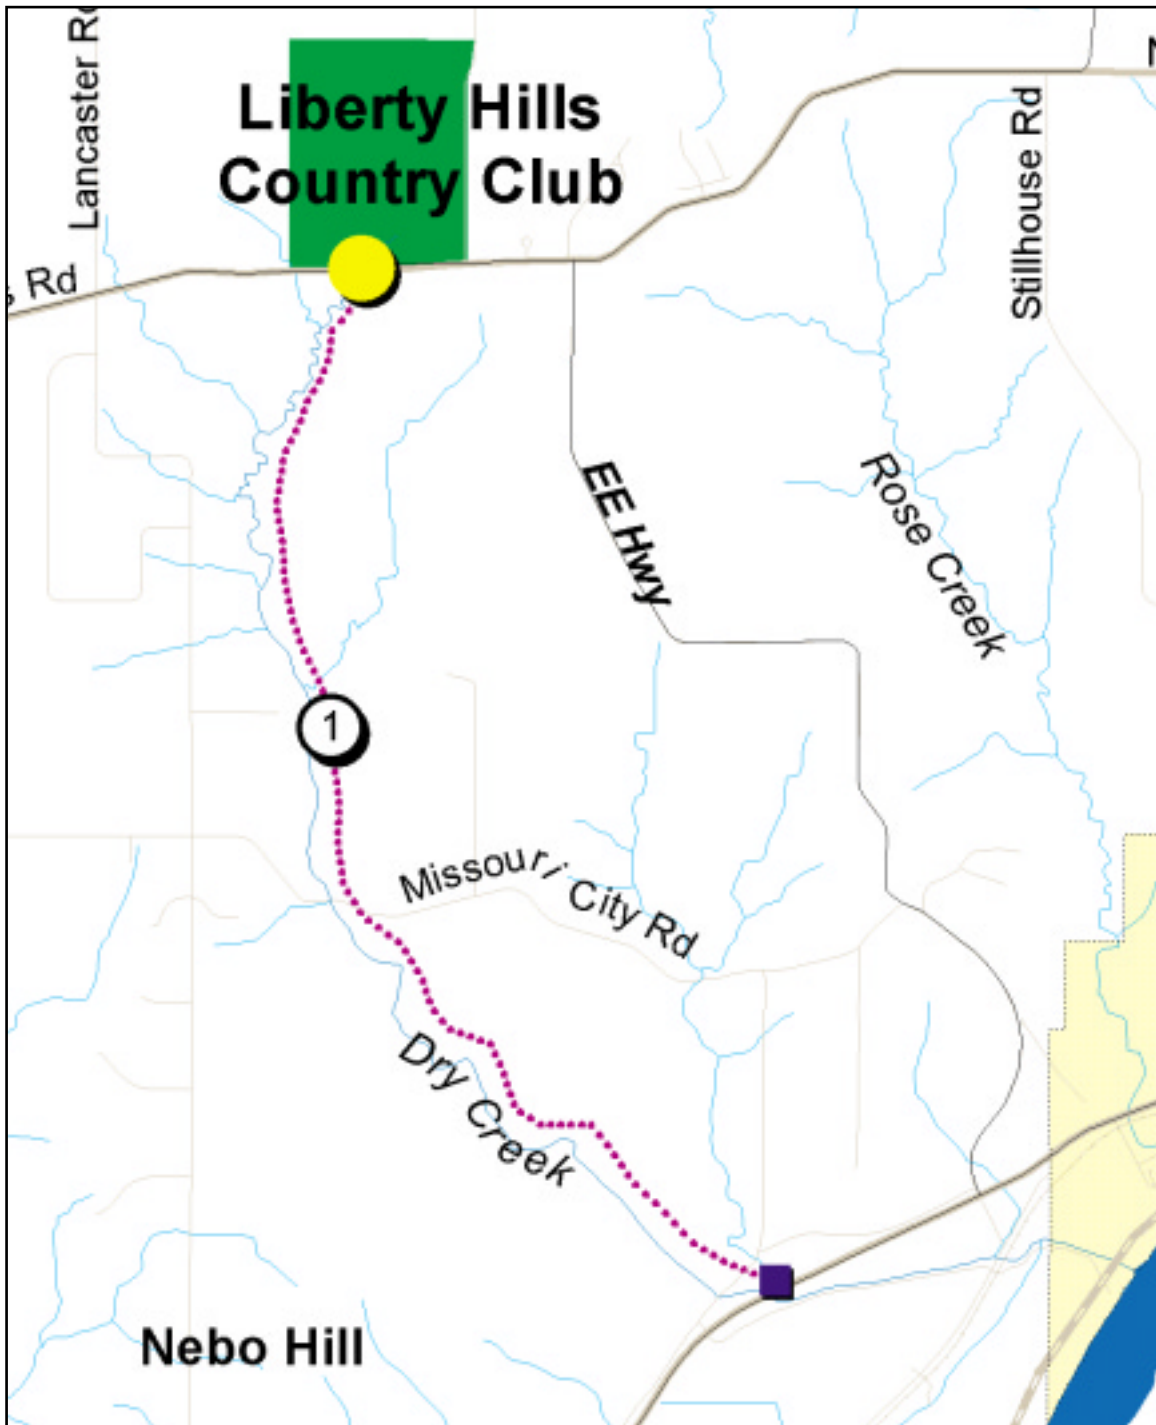 Lancaster Rd
Liberty Hills
Country Club
Stillhouse Rd
Rd
EE Hwy
Rose Creek
1
Missouri City Rd
Dry Creek
Nebo Hill